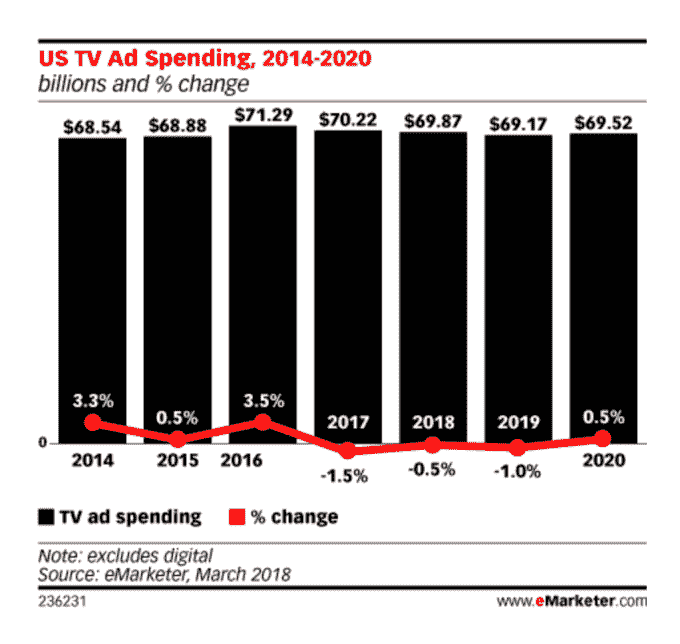 US TV Ad Spending, 2014-2020
billions and % change
$68.54 $68.88 $71.29 $70.22 $69.87 $69.17 $69.52
3.3% 0.5% 3.5% 2017 2018 2019 0.5%
0
2014 2015 2016 -1.5% -0.5% -1.0% 2020
TV ad spending % change
Note: excludes digital
Source: eMarketer, March 2018
236231 www.eMarketer.com